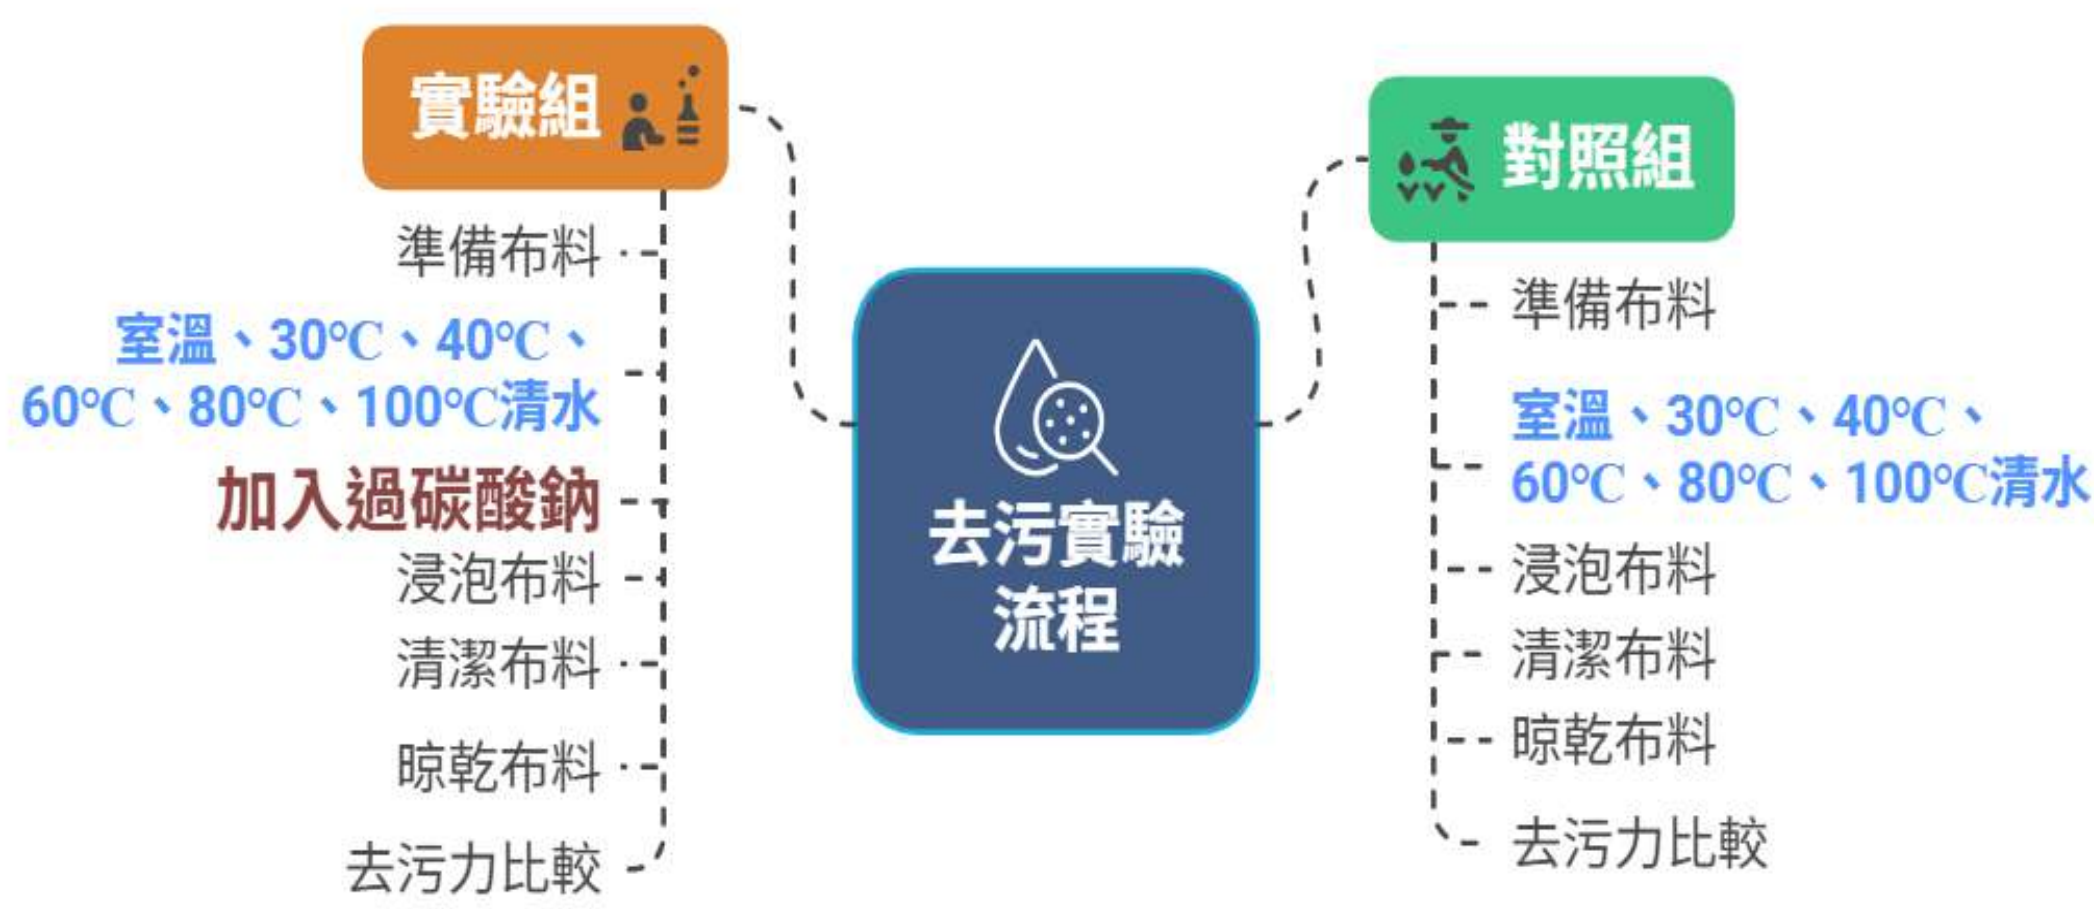 實驗組
準備布料
室溫、30℃、40℃、
60℃、80℃、100℃清水
加入過碳酸鈉
浸泡布料
清潔布料
晾乾布料
去污力比較
去污實驗
流程
對照組
準備布料
室溫、30℃、40℃、
60℃、80℃、100℃清水
浸泡布料
清潔布料
晾乾布料
去污力比較